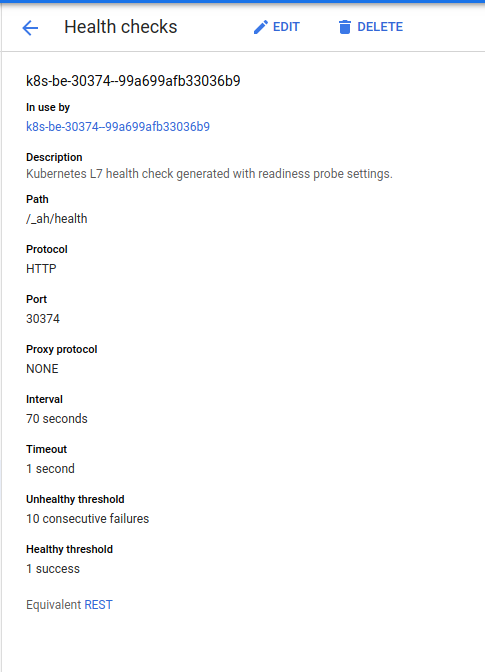 Health checks EDIT DELETE
k8s-be-30374--99a699afb33036b9
In use by
k8s-be-30374--99a699afb33036b9
Description
Kubernetes L7 health check generated with readiness probe settings.
Path
/_ah/health
Protocol
HTTP
Port
30374
Proxy protocol
NONE
Interval
70 seconds
Timeout
1 second
Unhealthy threshold
10 consecutive failures
Healthy threshold
1 success
Equivalent REST